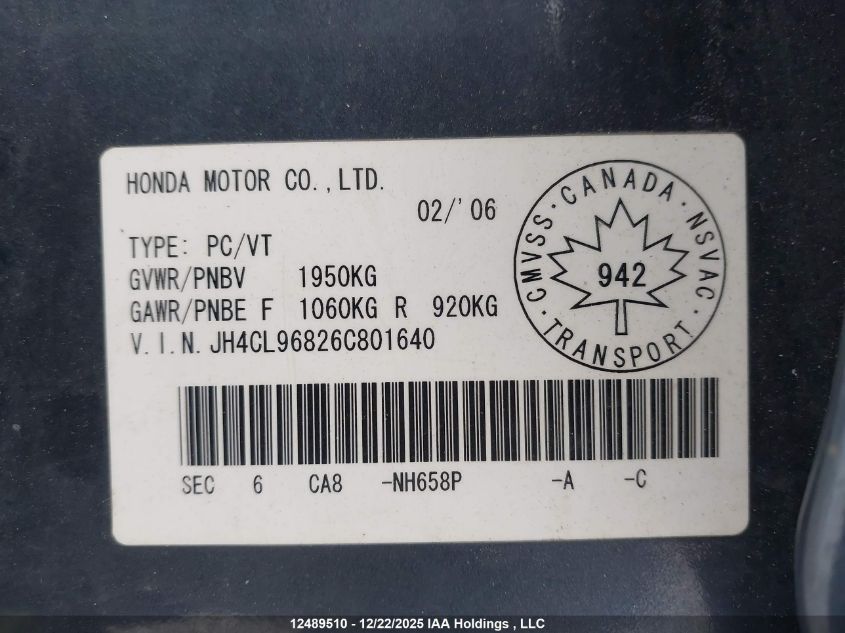 HONDA MOTOR CO.,LTD.
02/'06
TYPE: PC/VT
GVWR/PNBV 1950KG
GAWR/PNBE F 1060KG R 920KG
V.I.N. JH4CL96826C801640
CMVSS · CANADA · NSVAC · TRANSPORT ·
942
SEC 6 CA8 -NH658P -A -C
12489510 - 12/22/2025 IAA Holdings , LLC